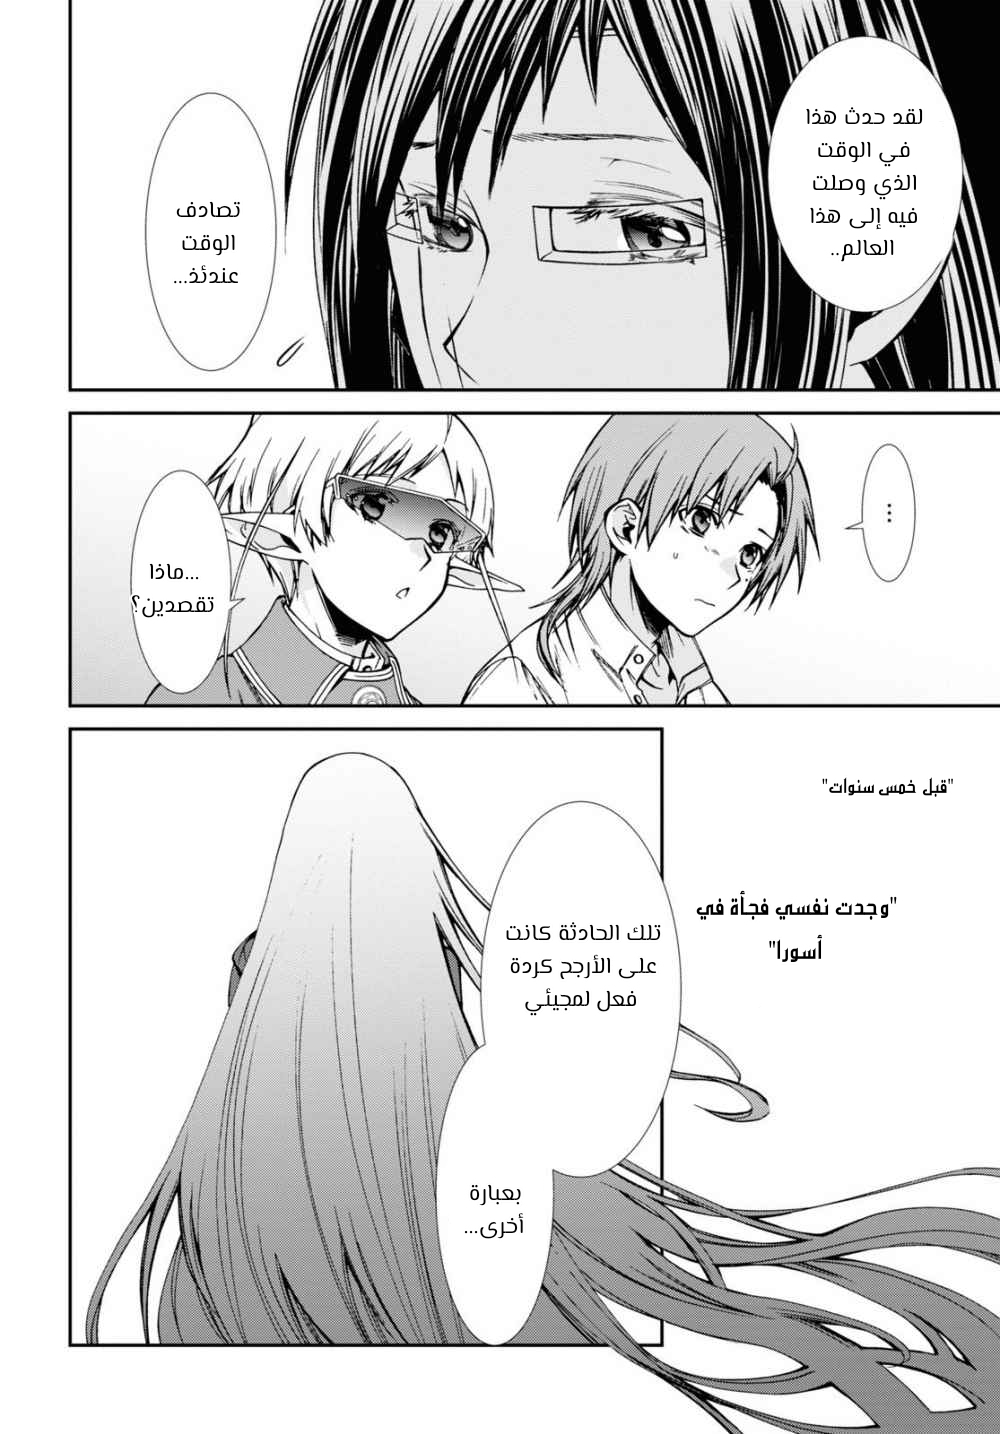 لقد حدث هذا
في الوقت
الذي وصلت
فيه إلى هذا
العالم..
تصادف
الوقت
عندئذ...
...
...ماذا
تقصدين؟
"قبل خمس سنوات"
"وجدت نفسي فجأة في
أسورا"
تلك الحادثة كانت
على الأرجح كردة
فعل لمجيئي
بعبارة
أخرى...